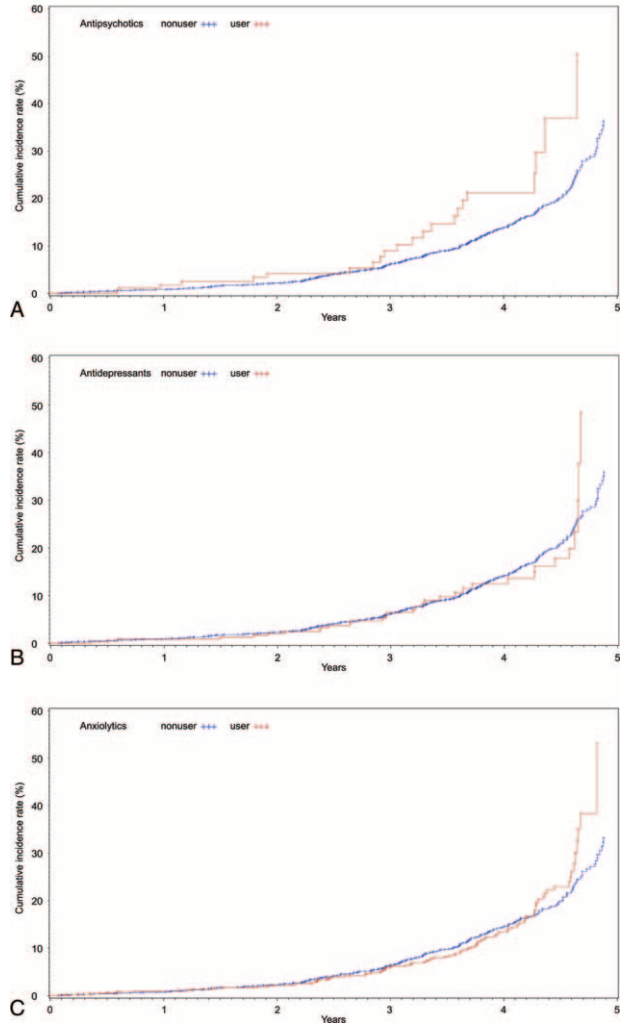 60
Antipsychotics nonuser +++ user +++
50
40
30
20
10
0
Cumulative incidence rate (%)
0 1 2 3 4 5
Years
A
60
Antidepressants nonuser +++ user +++
50
40
30
20
10
0
Cumulative incidence rate (%)
0 1 2 3 4 5
Years
B
60
Anxiolytics nonuser +++ user +++
50
40
30
20
10
0
Cumulative incidence rate (%)
0 1 2 3 4 5
Years
C